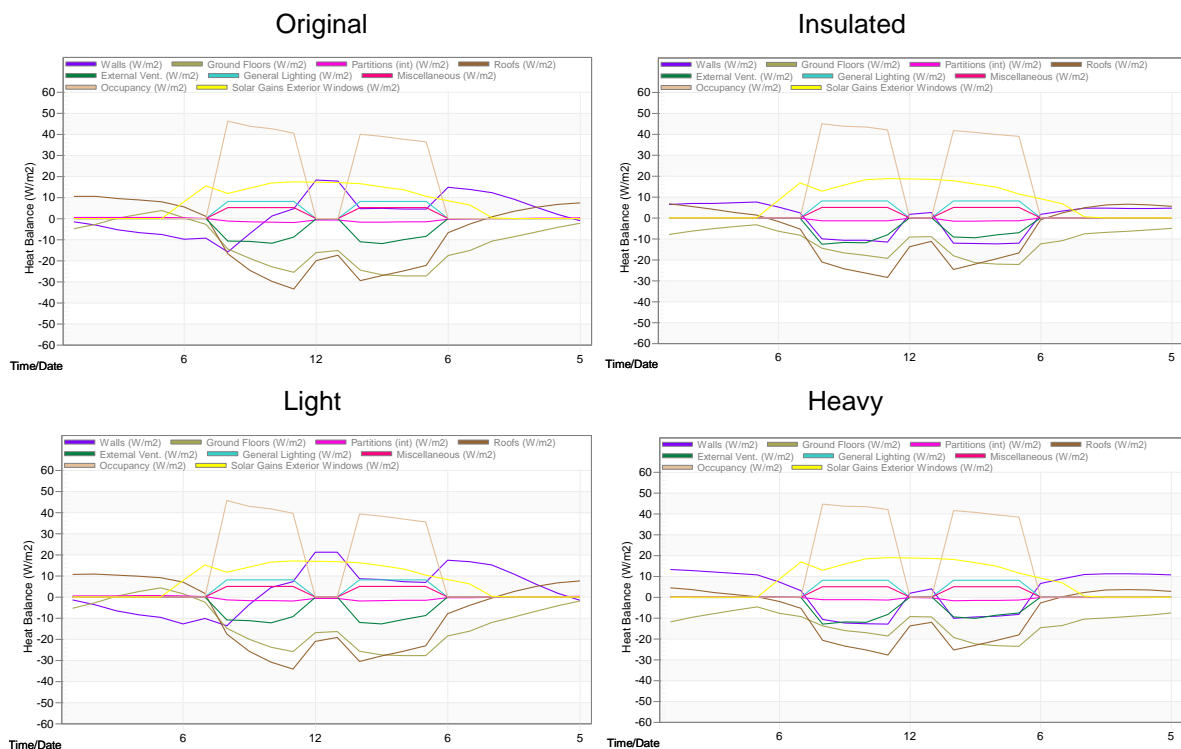 Original
Walls (W/m2) Ground Floors (W/m2) Partitions (int) (W/m2) Roofs (W/m2)
External Vent. (W/m2) General Lighting (W/m2) Miscellaneous (W/m2)
Occupancy (W/m2) Solar Gains Exterior Windows (W/m2)
Heat Balance (W/m2)
60
50
40
30
20
10
0
-10
-20
-30
-40
-50
-60
6 12 6 5
Time/Date
Insulated
Walls (W/m2) Ground Floors (W/m2) Partitions (int) (W/m2) Roofs (W/m2)
External Vent. (W/m2) General Lighting (W/m2) Miscellaneous (W/m2)
Occupancy (W/m2) Solar Gains Exterior Windows (W/m2)
Heat Balance (W/m2)
60
50
40
30
20
10
0
-10
-20
-30
-40
-50
-60
6 12 6 5
Time/Date
Light
Walls (W/m2) Ground Floors (W/m2) Partitions (int) (W/m2) Roofs (W/m2)
External Vent. (W/m2) General Lighting (W/m2) Miscellaneous (W/m2)
Occupancy (W/m2) Solar Gains Exterior Windows (W/m2)
Heat Balance (W/m2)
60
50
40
30
20
10
0
-10
-20
-30
-40
-50
-60
6 12 6 5
Time/Date
Heavy
Walls (W/m2) Ground Floors (W/m2) Partitions (int) (W/m2) Roofs (W/m2)
External Vent. (W/m2) General Lighting (W/m2) Miscellaneous (W/m2)
Occupancy (W/m2) Solar Gains Exterior Windows (W/m2)
Heat Balance (W/m2)
60
50
40
30
20
10
0
-10
-20
-30
-40
-50
-60
6 12 6 5
Time/Date